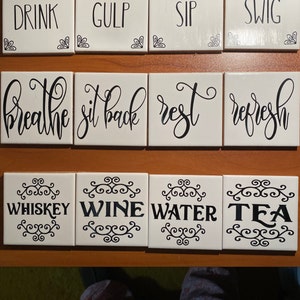 DRINK GULP SIP SWIG
breathe sit back rest refresh
WHISKEY WINE WATER TEA